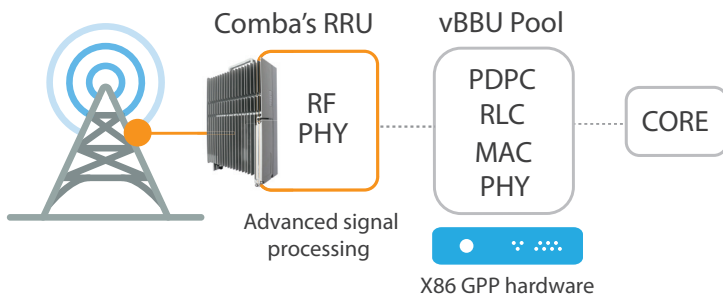 Comba's RRU
vBBU Pool
RF
PHY
PDPC
RLC
MAC
PHY
CORE
Advanced signal
processing
X86 GPP hardware